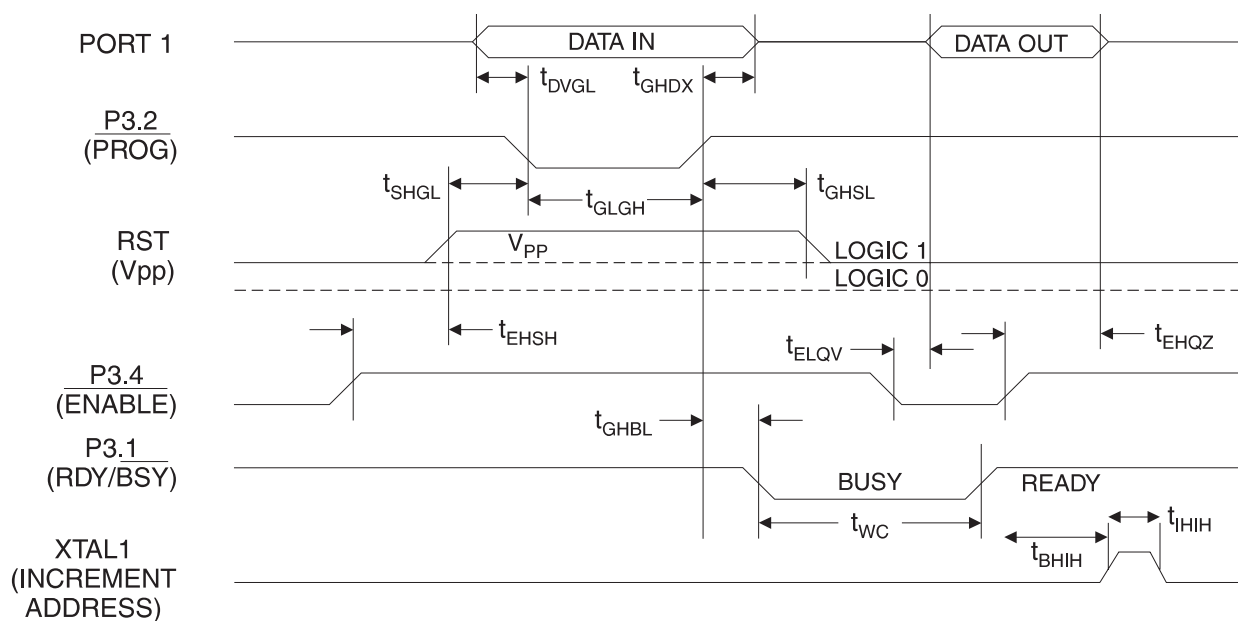 PORT 1
DATA IN
DATA OUT
tDVGL
tGHDX
P3.2
(PROG)
tSHGL
tGLGH
tGHSL
RST
(Vpp)
VPP
LOGIC 1
LOGIC 0
tEHSH
tELQV
tEHQZ
P3.4
(ENABLE)
tGHBL
P3.1
(RDY/BSY)
BUSY
READY
tWC
tIHIH
tBHIH
XTAL1
(INCREMENT
ADDRESS)